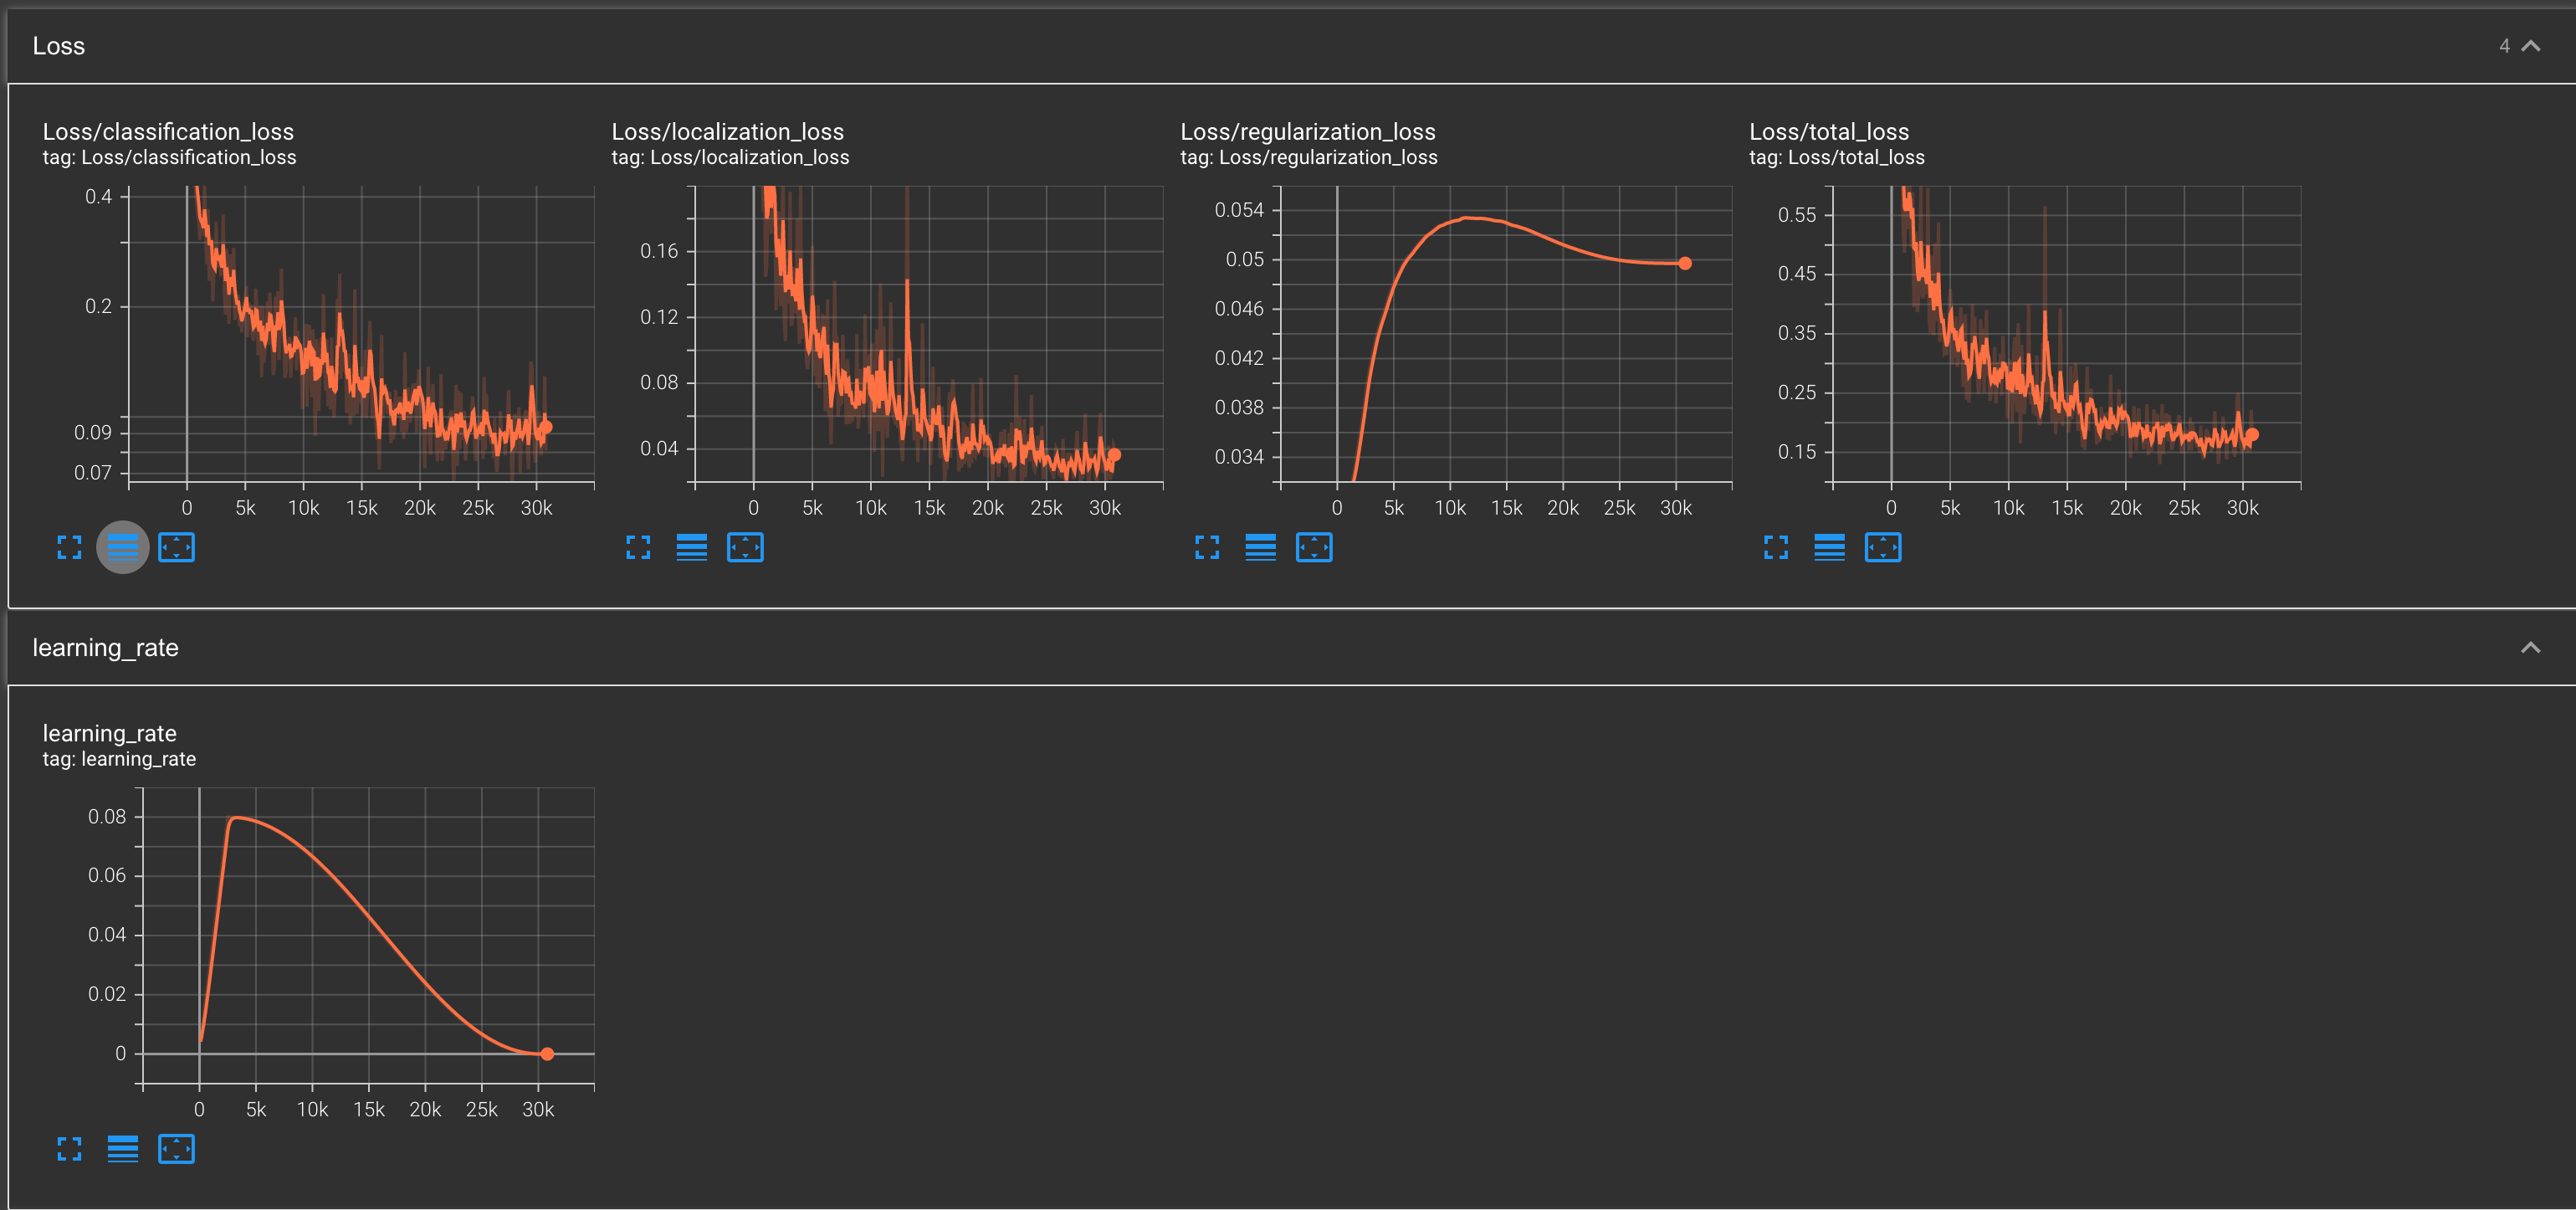 Loss
4
Loss/classification_loss
tag: Loss/classification_loss
0.4
0.2
0.09
0.07
0 5k 10k 15k 20k 25k 30k
Loss/localization_loss
tag: Loss/localization_loss
0.16
0.12
0.08
0.04
0 5k 10k 15k 20k 25k 30k
Loss/regularization_loss
tag: Loss/regularization_loss
0.054
0.05
0.046
0.042
0.038
0.034
0 5k 10k 15k 20k 25k 30k
Loss/total_loss
tag: Loss/total_loss
0.55
0.45
0.35
0.25
0.15
0 5k 10k 15k 20k 25k 30k
learning_rate
learning_rate
tag: learning_rate
0.08
0.06
0.04
0.02
0
0 5k 10k 15k 20k 25k 30k